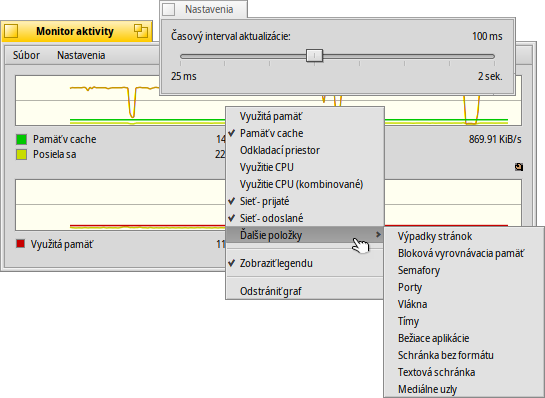 Nastavenia
Monitor aktivity
Časový interval aktualizácie:
100 ms
Súbor
Nastavenia
25 ms
2 sek.
Využitá pamäť
Pamäť v cache
14
Pamäť v cache
869.91 KiB/s
Odkladací priestor
Posiela sa
22
Využitie CPU
Využitie CPU (kombinované)
Sieť - prijaté
Sieť - odoslané
Ďalšie položky
Využitá pamäť
11
Zobraziť legendu
Odstrániť graf
Výpadky stránok
Bloková vyrovnávacia pamäť
Semafory
Porty
Vlákna
Tímy
Bežiace aplikácie
Schránka bez formátu
Textová schránka
Mediálne uzly